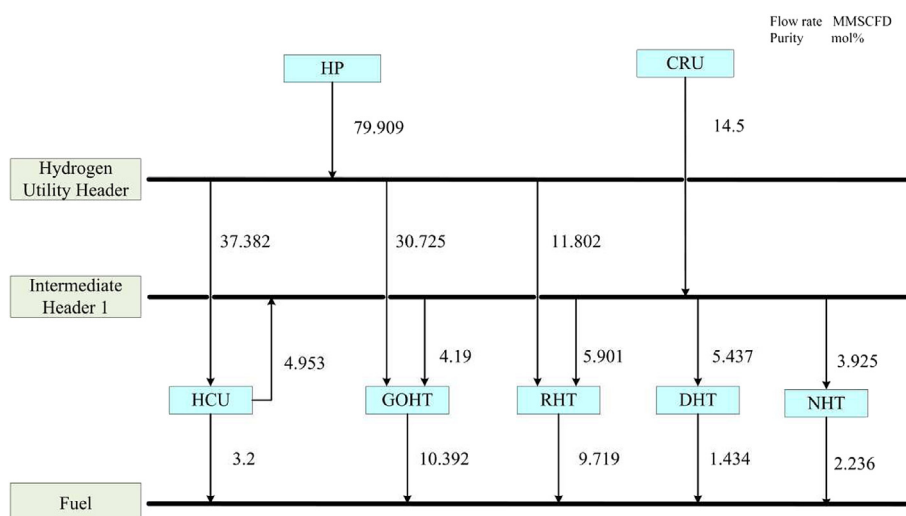 Flow rate MMSCFD
Purity mol%
HP
CRU
79.909
14.5
Hydrogen
Utility Header
37.382
30.725
11.802
Intermediate
Header 1
4.953
4.19
5.901
5.437
3.925
HCU
GOHT
RHT
DHT
NHT
3.2
10.392
9.719
1.434
2.236
Fuel